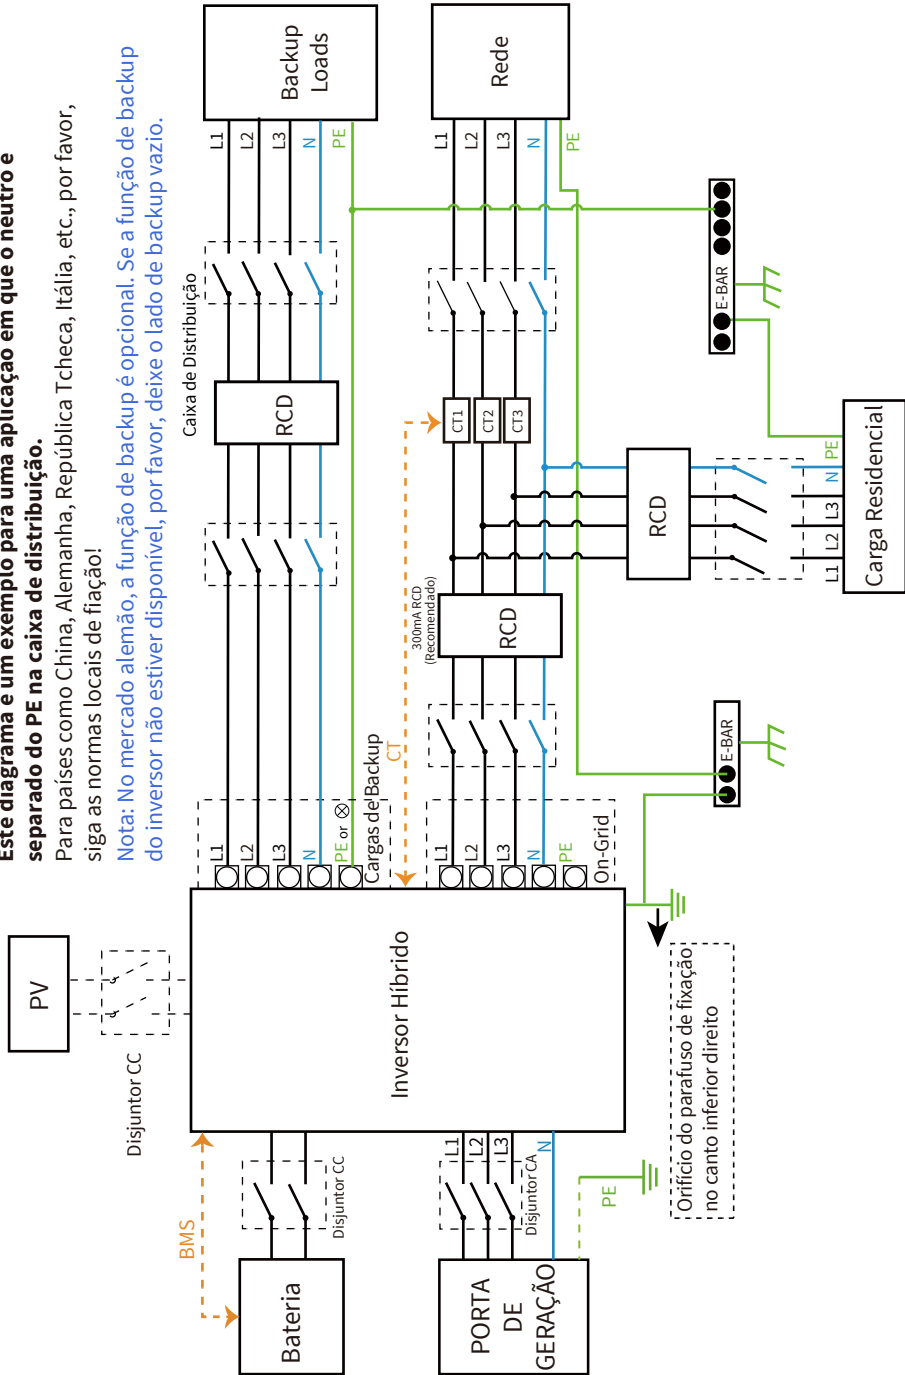 Este diagrama é um exemplo para uma aplicação em que o neutro é
separado do PE na caixa de distribuição.
Para países como China, Alemanha, República Tcheca, Itália, etc., por favor,
siga as normas locais de fiação!
Nota: No mercado alemão, a função de backup é opcional. Se a função de backup
do inversor não estiver disponível, por favor, deixe o lado de backup vazio.
PV
Disjuntor CC
Caixa de Distribuição
Backup
Loads
L1
L2
L3
N
PE
RCD
L1
L2
L3
N
PE or
Cargas de Backup
BMS
Bateria
Disjuntor CC
Inversor Híbrido
CT
Rede
L1
L2
L3
N
PE
CT1
CT2
CT3
300mA RCD
(Recomendado)
RCD
L1
L2
L3
N
PE
On-Grid
PORTA
DE
GERAÇÃO
L1
L2
L3
N
Disjuntor CA
PE
RCD
E-BAR
E-BAR
L1
L2
L3
N
PE
Carga Residencial
Orifício do parafuso de fixação
no canto inferior direito